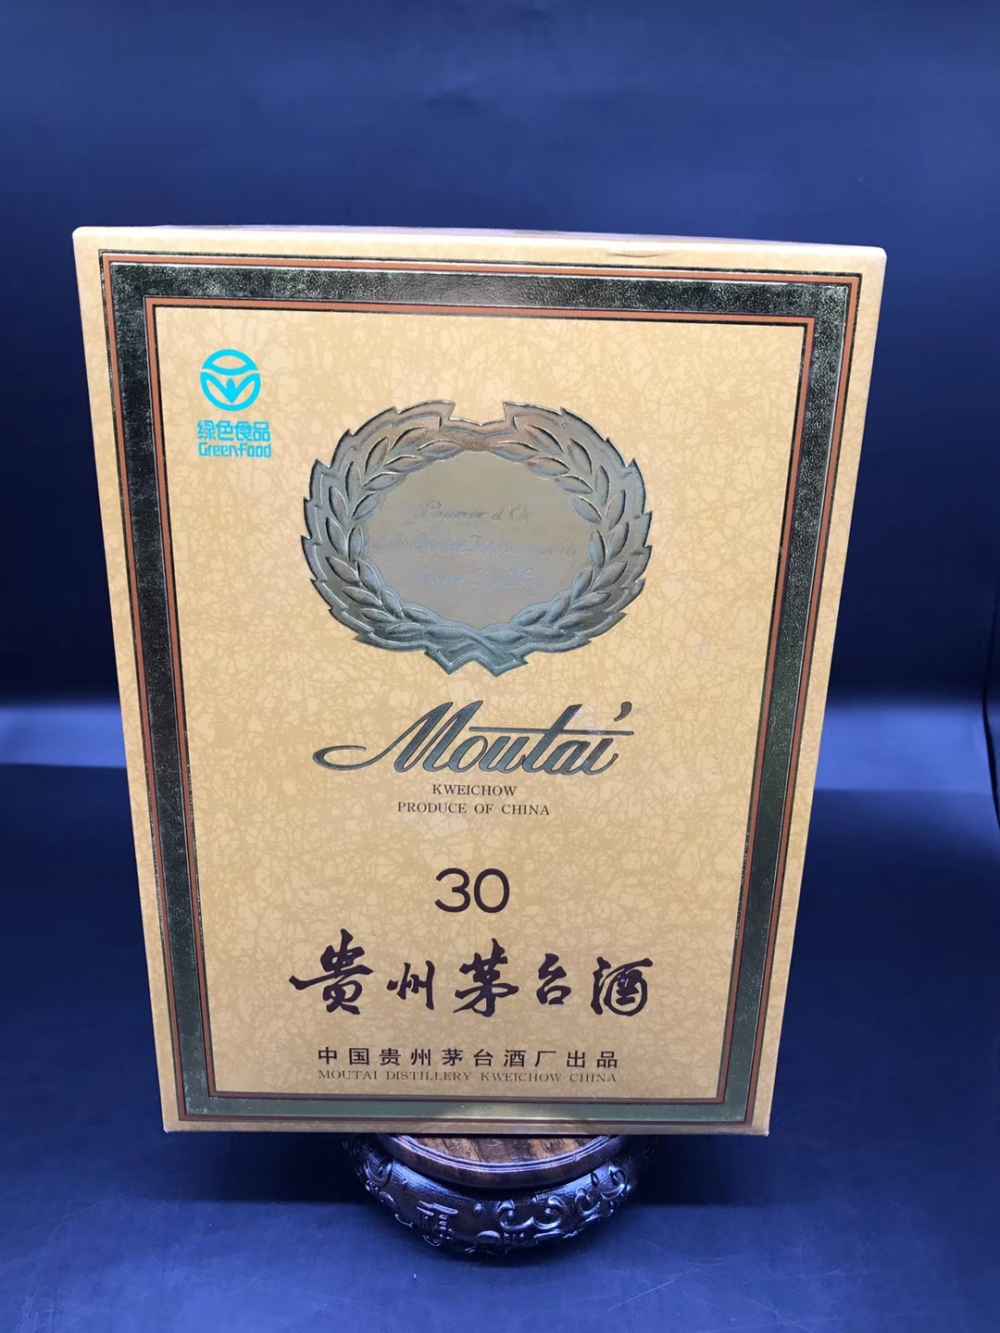 绿色食品
GreenFood
Moutai
KWEICHOW
PRODUCE OF CHINA
30
贵州茅台酒
中国贵州茅台酒厂出品
MOUTAI DISTILLERY KWEICHOW CHINA